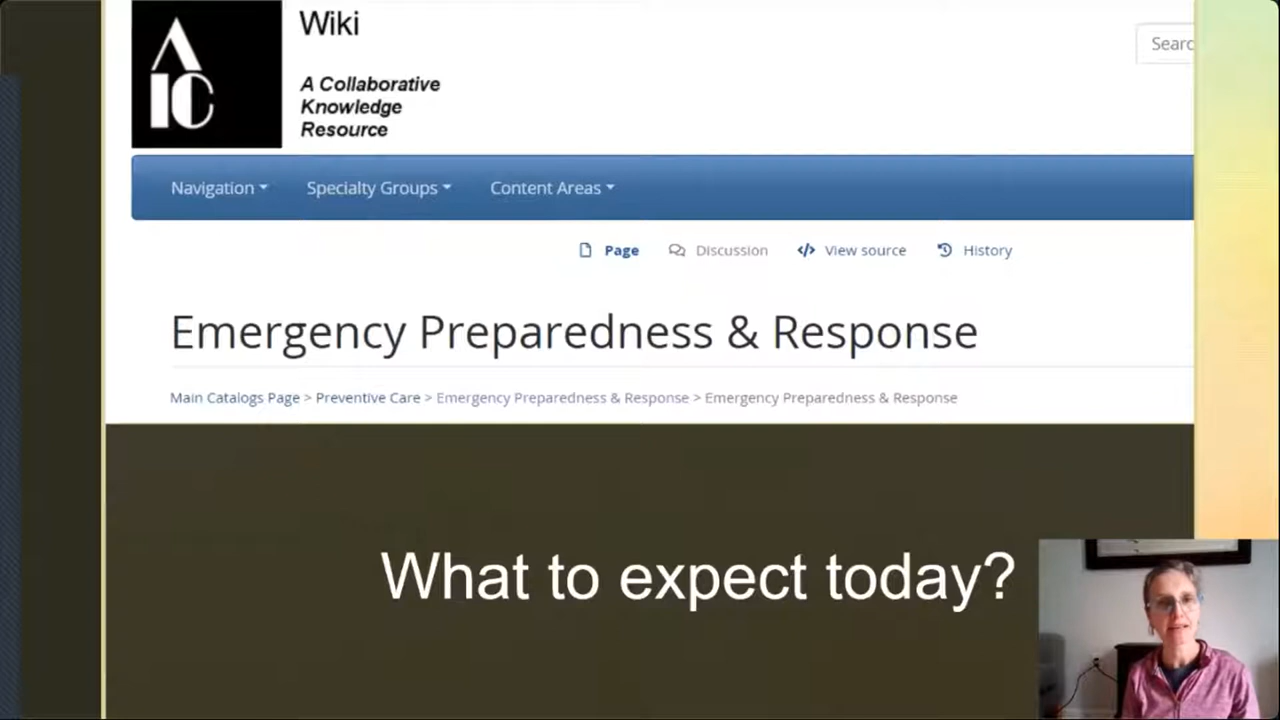 AIC
Wiki
A Collaborative
Knowledge
Resource
Searc
Navigation
Specialty Groups
Content Areas
Page
Discussion
View source
History
Emergency Preparedness & Response
Main Catalogs Page > Preventive Care > Emergency Preparedness & Response > Emergency Preparedness & Response
What to expect today?